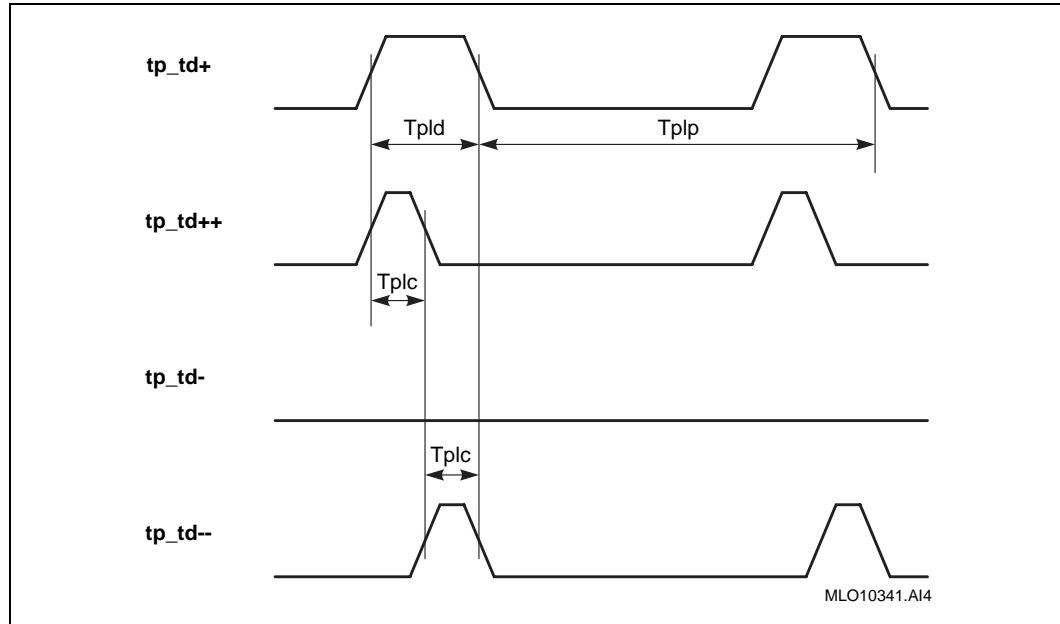 tp_td+
Tpld
Tplp
tp_td++
Tplc
tp_td-
Tplc
tp_td--
MLO10341.AI4